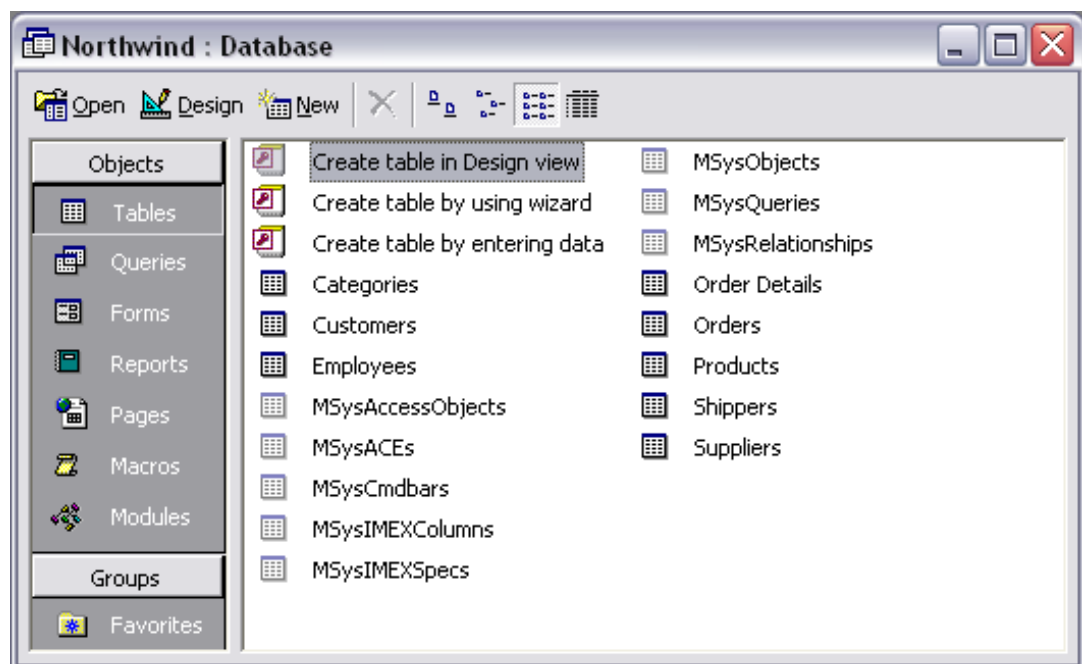 Northwind : Database
Open Design New
Objects
Tables
Queries
Forms
Reports
Pages
Macros
Modules
Groups
Favorites
Create table in Design view
Create table by using wizard
Create table by entering data
Categories
Customers
Employees
MSysAccessObjects
MSysACEs
MSysCmdbars
MSysIMEXColumns
MSysIMEXSpecs
MSysObjects
MSysQueries
MSysRelationships
Order Details
Orders
Products
Shippers
Suppliers